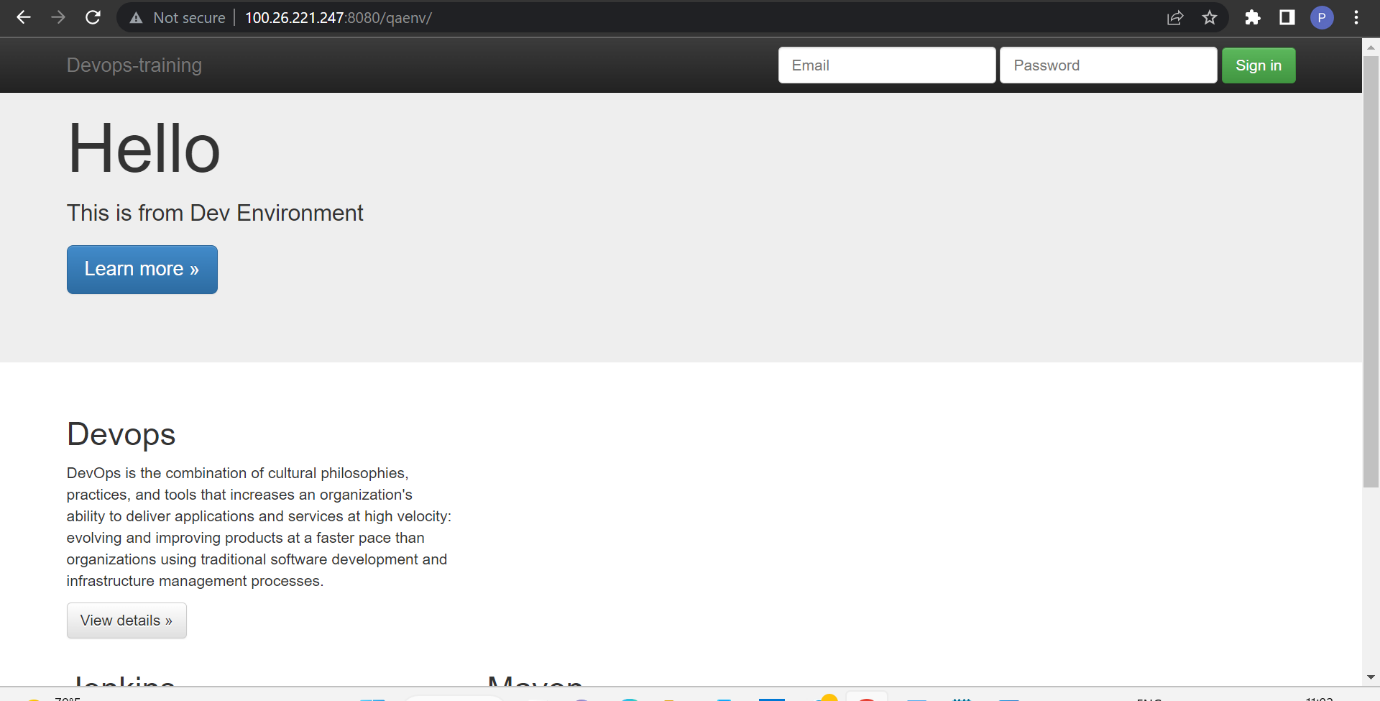 Not secure | 100.26.221.247:8080/qaenv/
P
Devops-training
Email
Password
Sign in
Hello
This is from Dev Environment
Learn more »
Devops
DevOps is the combination of cultural philosophies,
practices, and tools that increases an organization's
ability to deliver applications and services at high velocity:
evolving and improving products at a faster pace than
organizations using traditional software development and
infrastructure management processes.
View details »
Jenkins
Maven